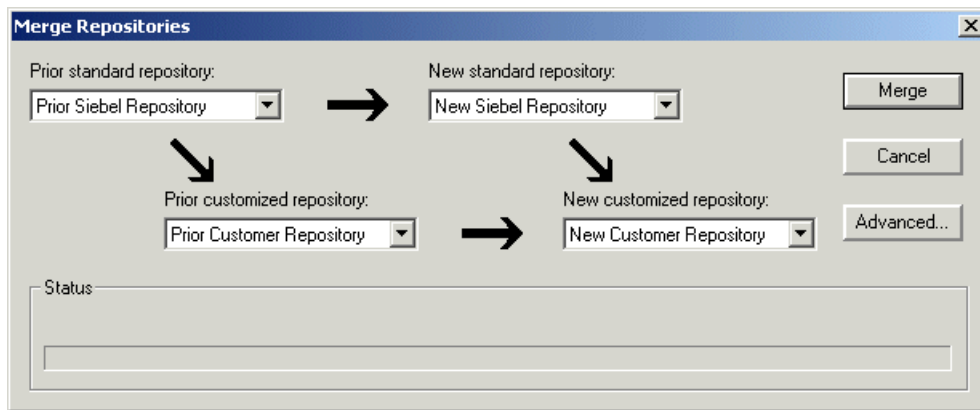 Merge Repositories
Prior standard repository:
New standard repository:
Prior Siebel Repository
New Siebel Repository
Merge
Cancel
Prior customized repository:
New customized repository:
Prior Customer Repository
New Customer Repository
Advanced...
Status